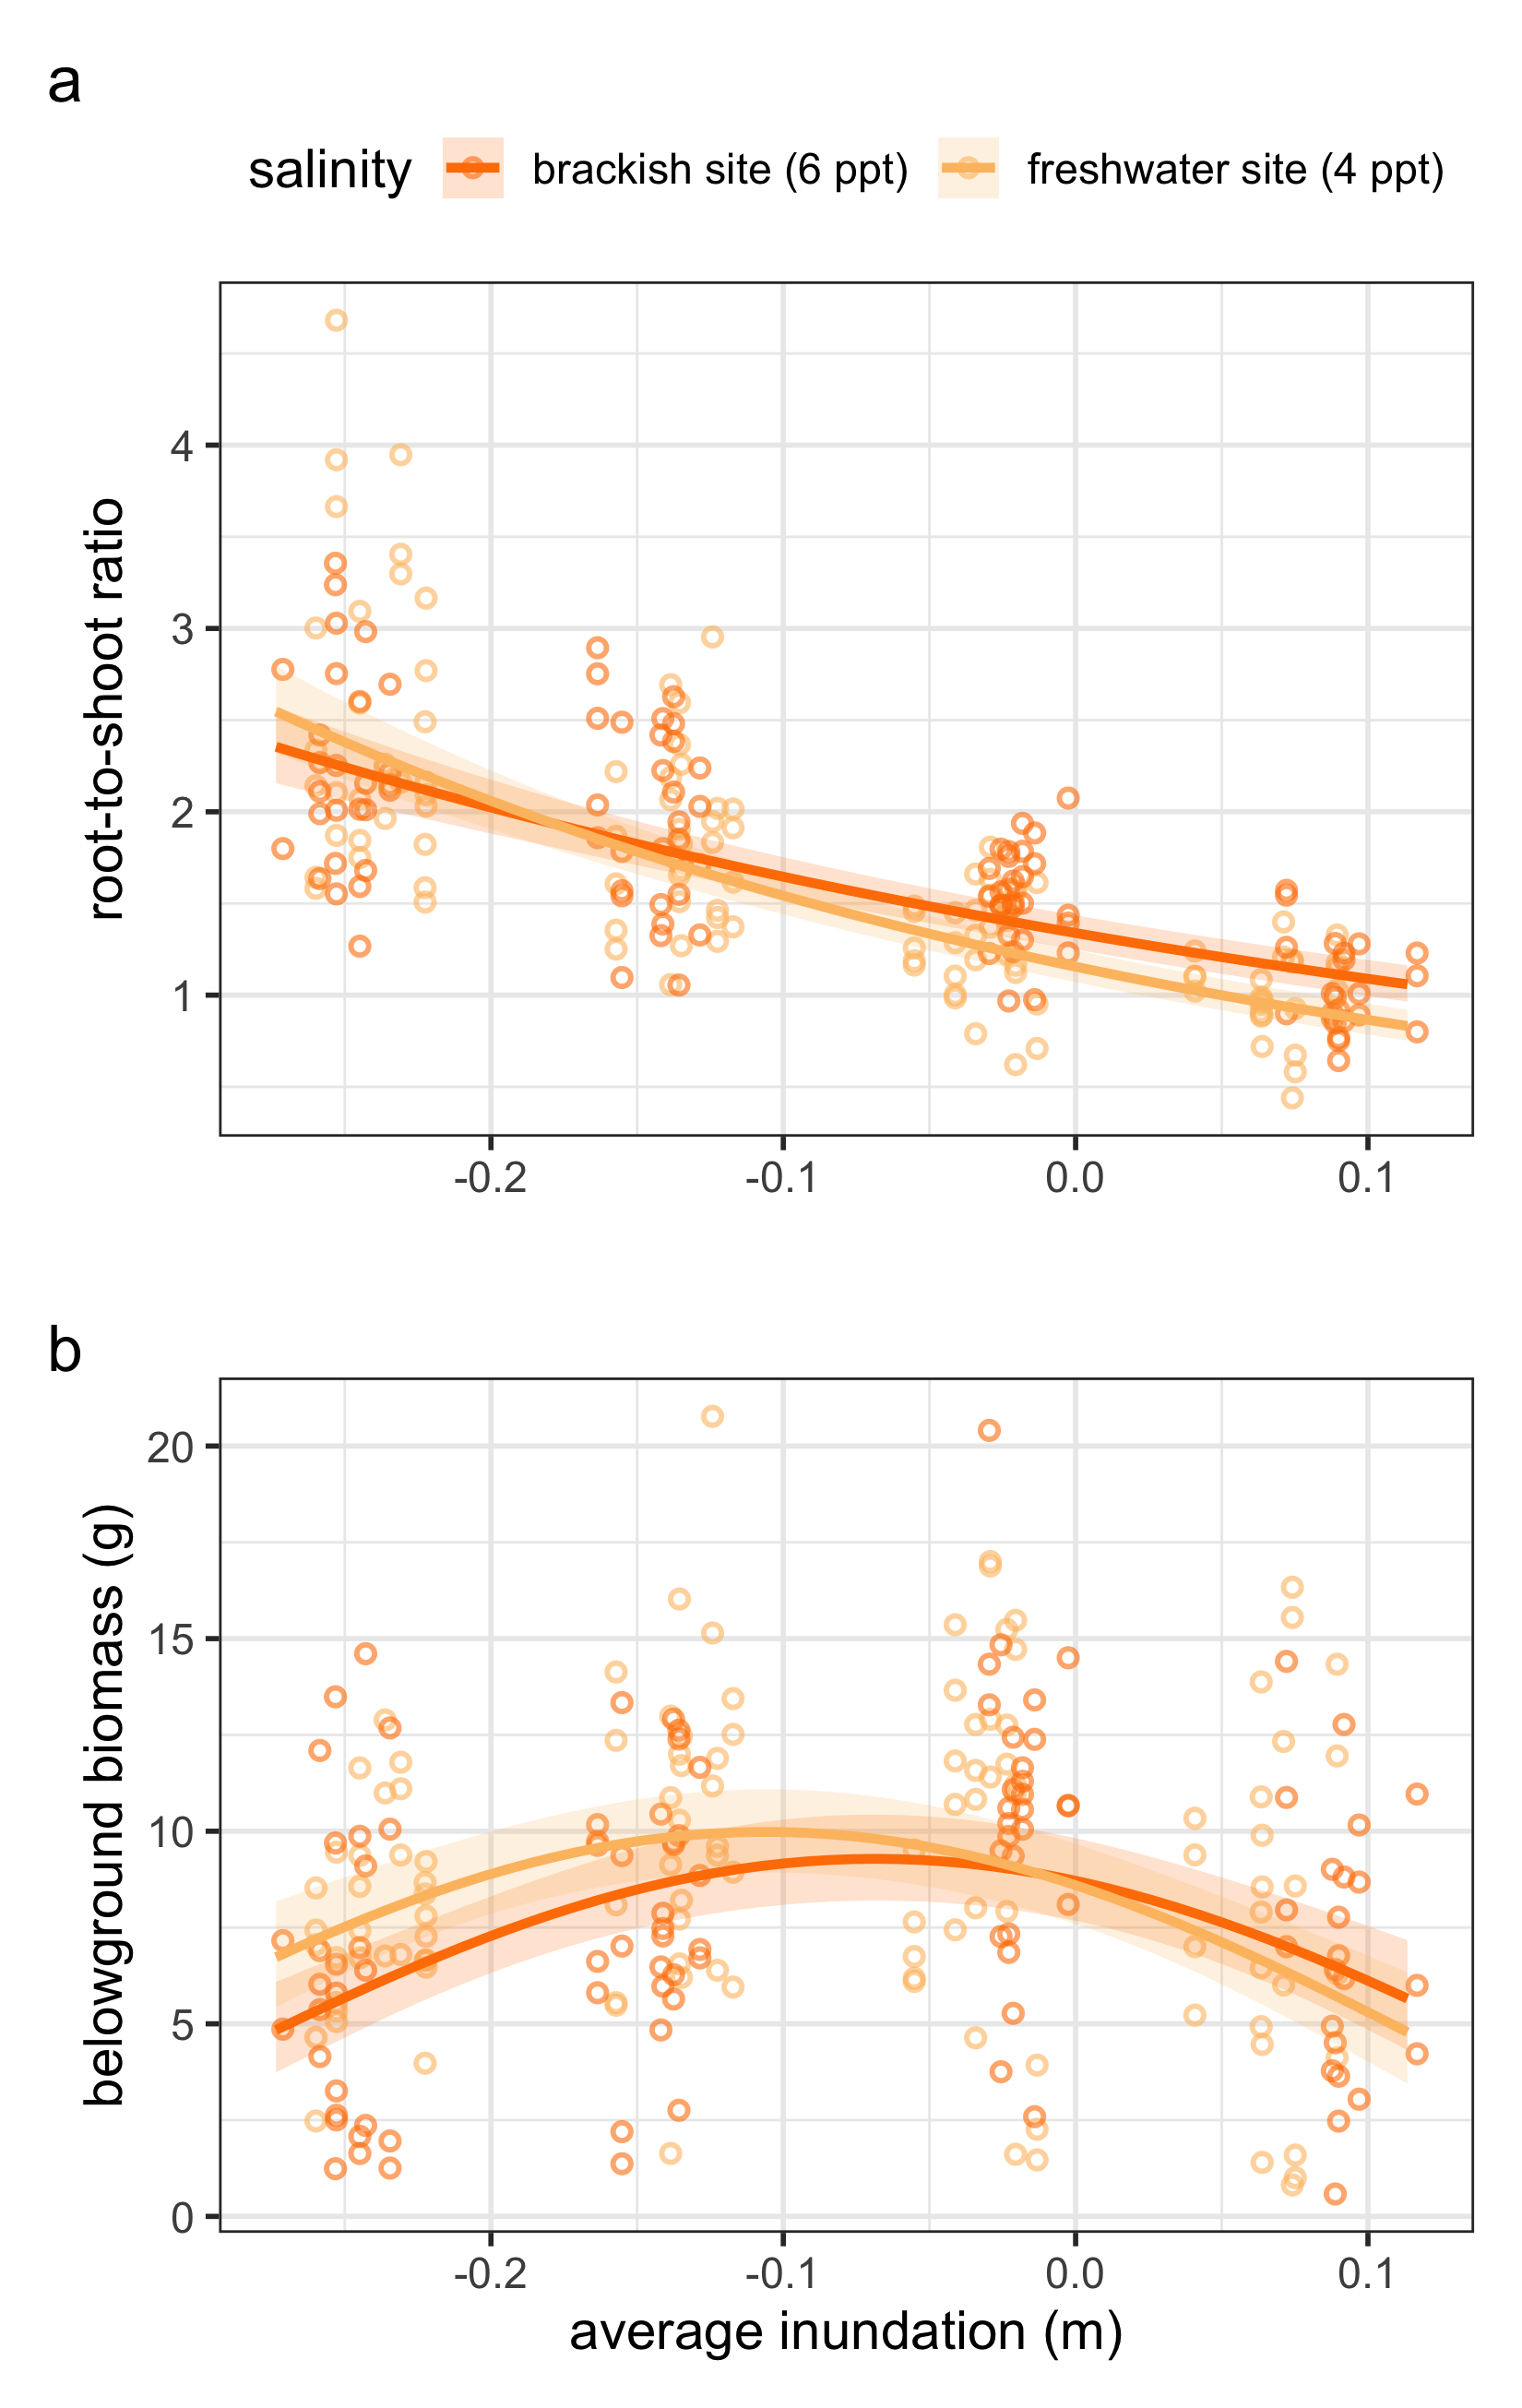 a
salinity brackish site (6 ppt) freshwater site (4 ppt)
root-to-shoot ratio
4
3
2
1
-0.2 -0.1 0.0 0.1
b
belowground biomass (g)
20
15
10
5
0
-0.2 -0.1 0.0 0.1
average inundation (m)